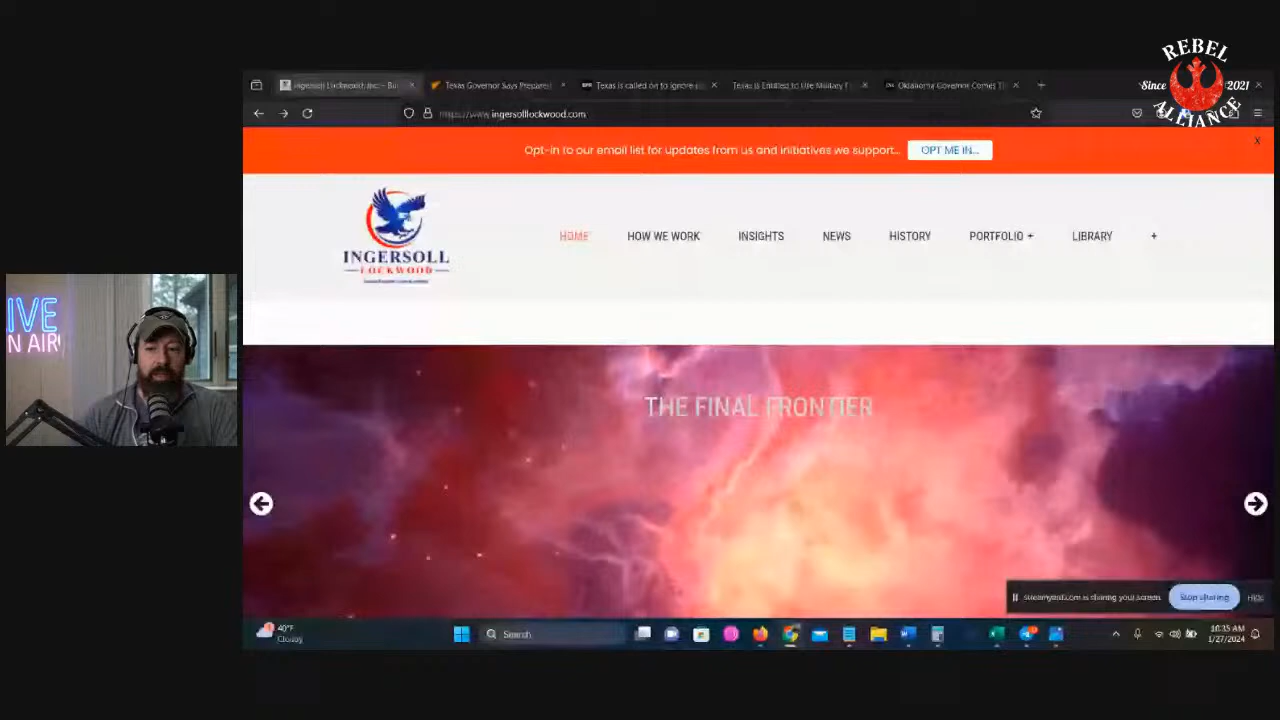 REBEL
Since 2021
ALLIANCE
Ingersoll Lockwood, Inc. - Bu
Texas Governor Says 
Texas is called on to ignore
Texas is Entitled to Use Military F
Oklahoma Governor Comes T
https://www.ingersolllockwood.com
Opt-in to our email list for updates from us and initiatives we support... OPT ME IN...
X
INGERSOLL
LOCKWOOD
HOME
HOW WE WORK
INSIGHTS
NEWS
HISTORY
PORTFOLIO +
LIBRARY
+
THE FINAL FRONTIER
IVE
N AIR
streamyard.com is sharing your screen.
Stop sharing
Hide
40°F
Cloudy
Search
10:35 AM
1/27/2024